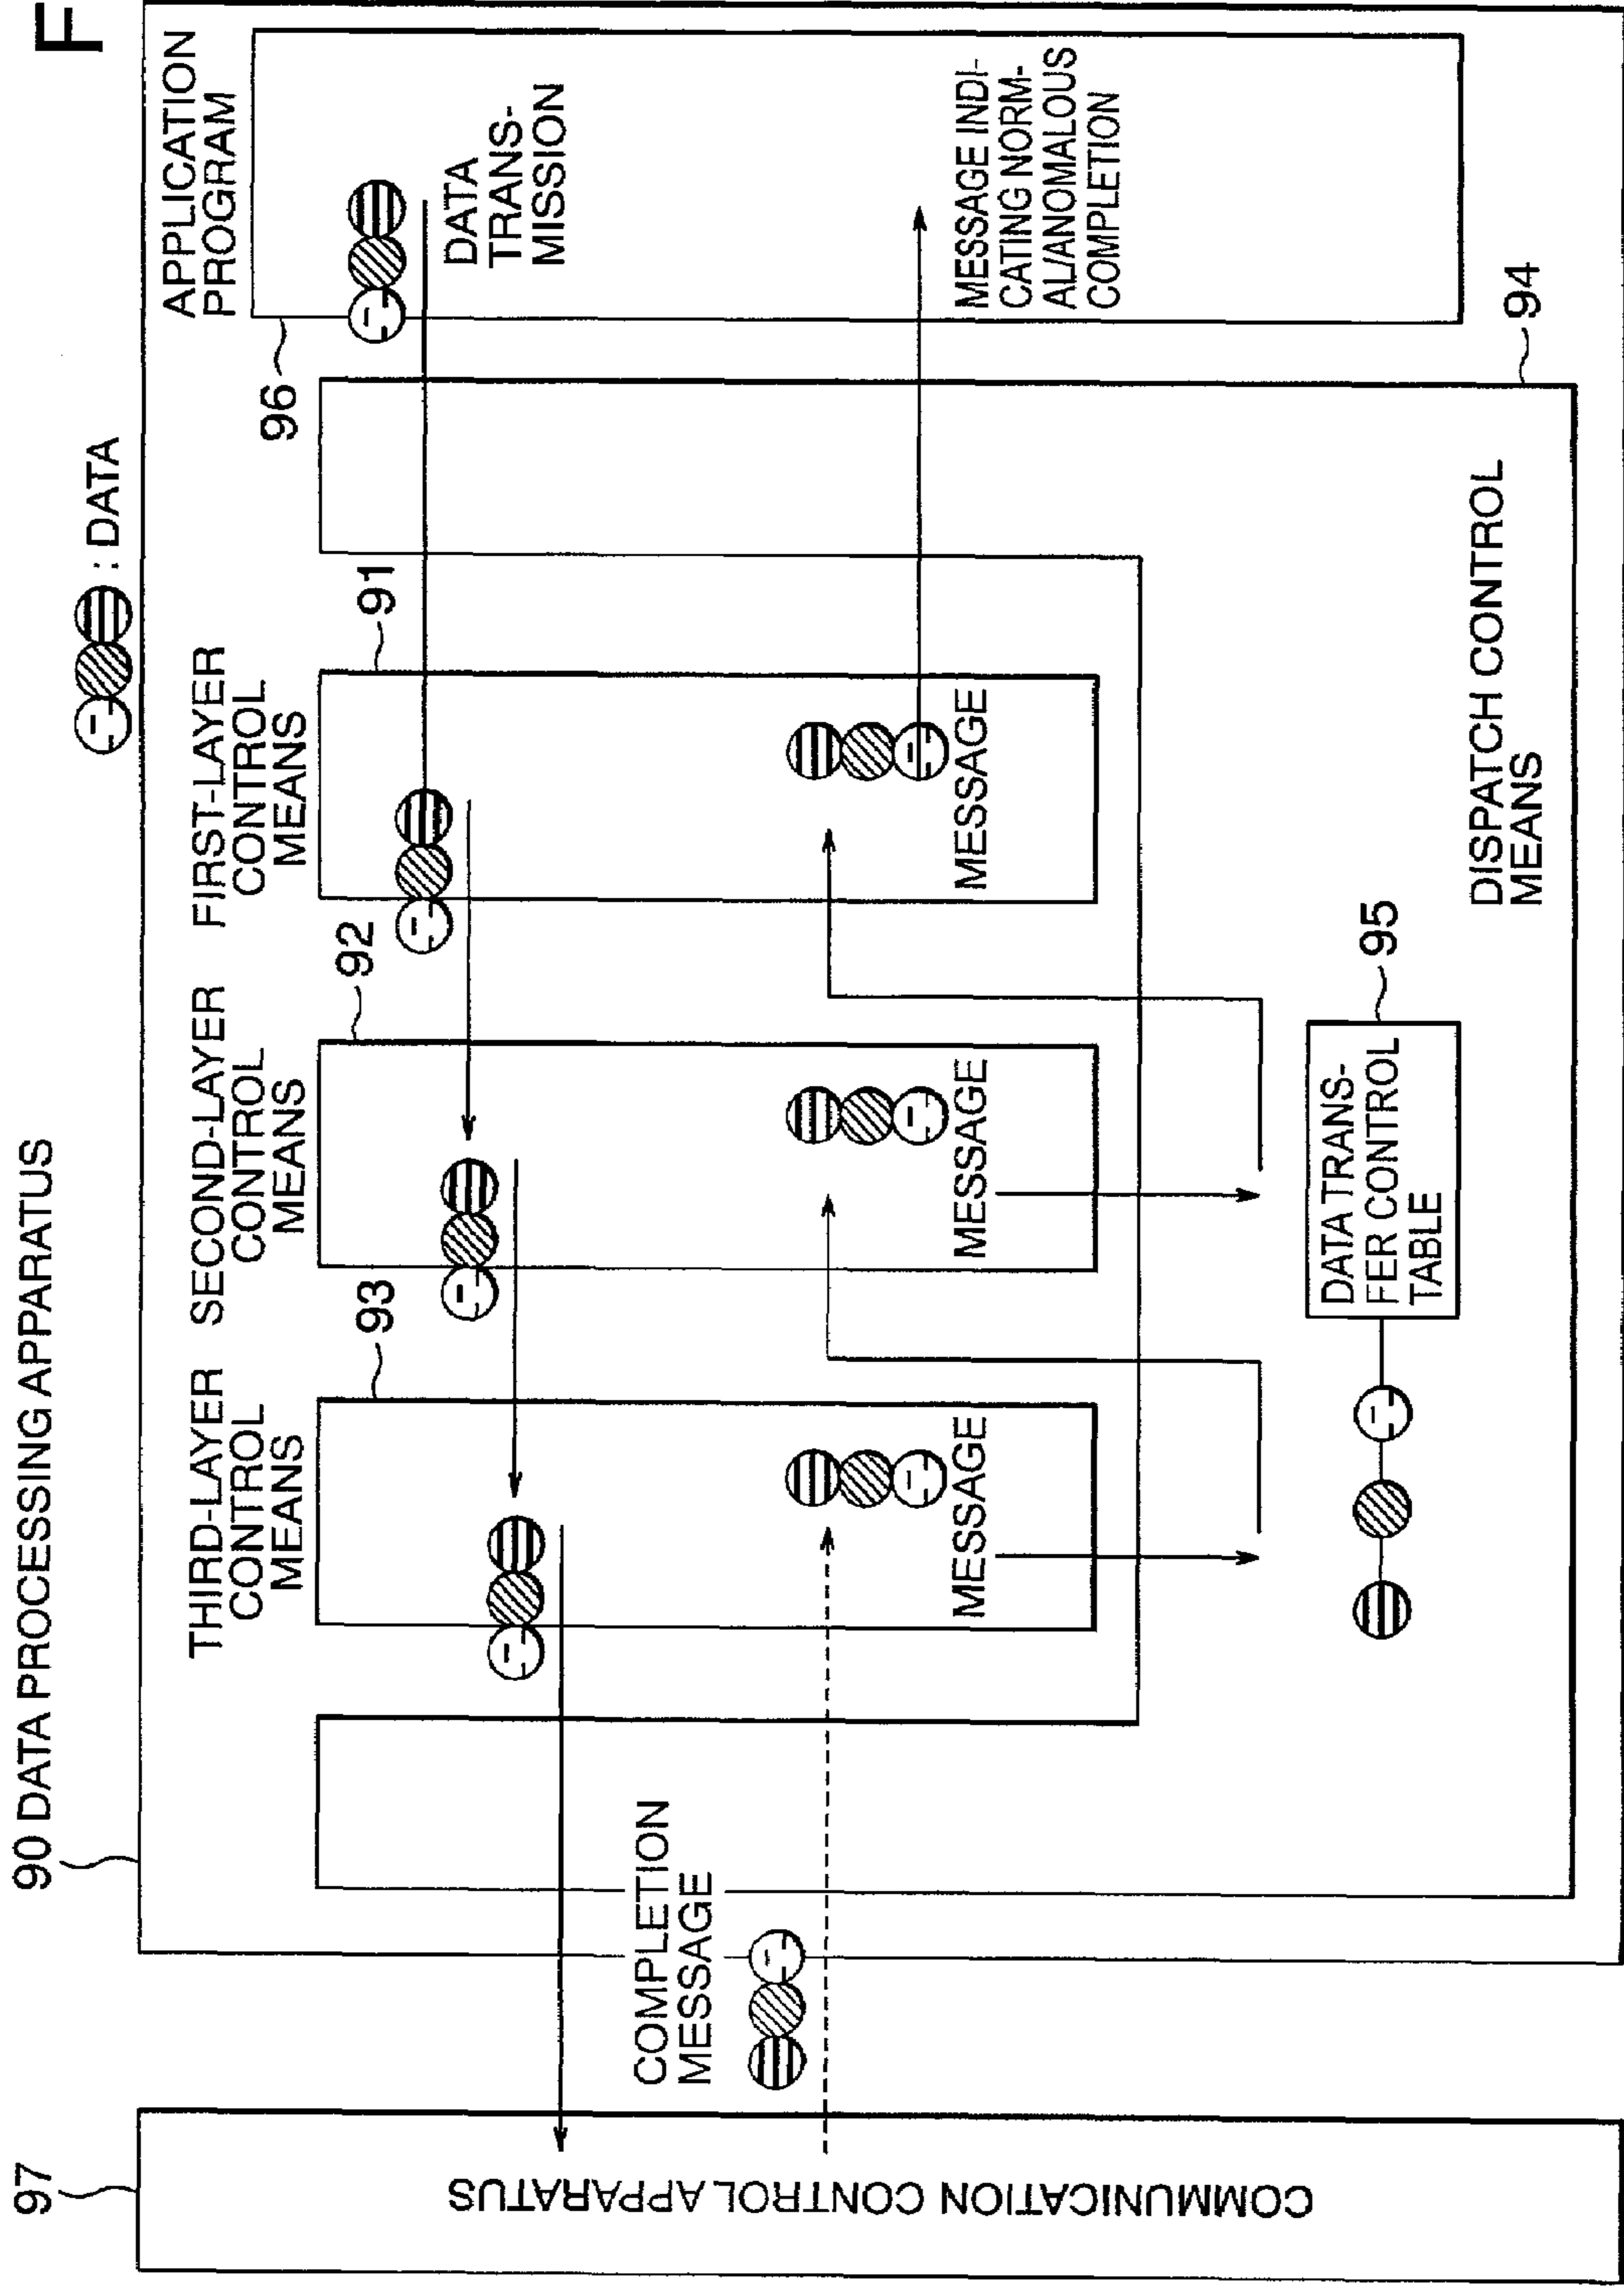 F
97
90 DATA PROCESSING APPARATUS
: DATA
COMMUNICATION CONTROL APPARATUS
COMPLETION
MESSAGE
THIRD-LAYER
CONTROL
MEANS
93
MESSAGE
SECOND-LAYER
CONTROL
MEANS
92
MESSAGE
FIRST-LAYER
CONTROL
MEANS
91
MESSAGE
APPLICATION
PROGRAM
96
DATA
TRANS-
MISSION
MESSAGE INDI-
CATING NORM-
AL/ANOMALOUS
COMPLETION
94
DATA TRANS-
FER CONTROL
TABLE
95
DISPATCH CONTROL
MEANS